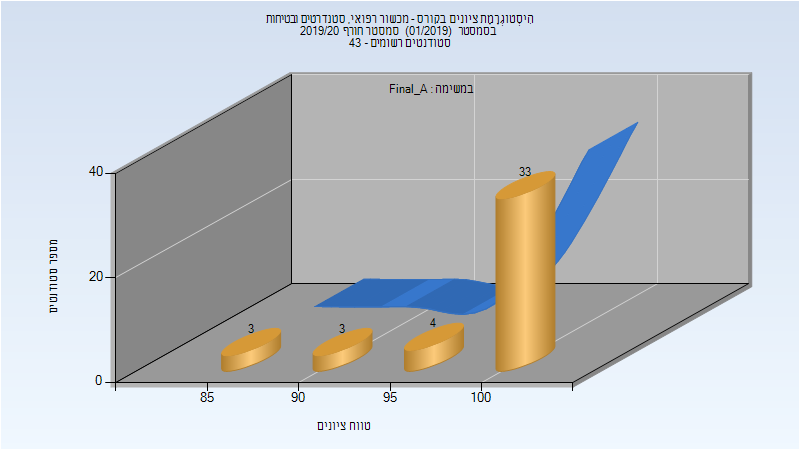 היסטוגרמת ציונים בקורס - מכשור רפואי, סטנדרטים ובטיחות
בסמסטר (01/2019) סמסטר חורף 2019/20
סטודנטים רשומים - 43
במשימה : Final_A
מספר סטודנטים
40
20
0
33
3
3
4
85
90
95
100
טווח ציונים